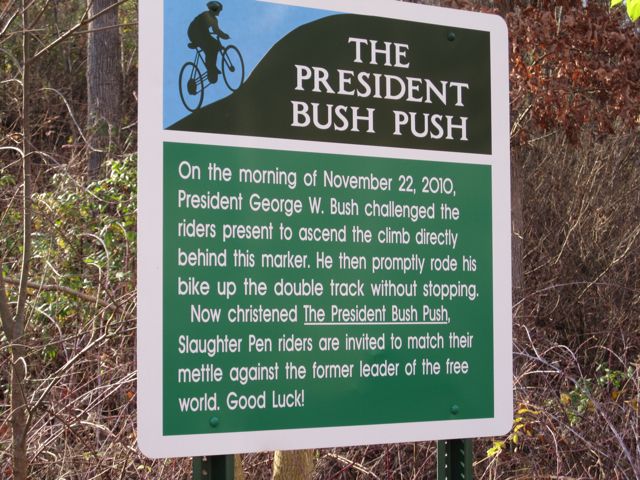 THE
PRESIDENT
BUSH PUSH
On the morning of November 22, 2010,
President George W. Bush challenged the
riders present to ascend the climb directly
behind this marker. He then promptly rode his
bike up the double track without stopping.
Now christened The President Bush Push,
Slaughter Pen riders are invited to match their
mettle against the former leader of the free
world. Good Luck!